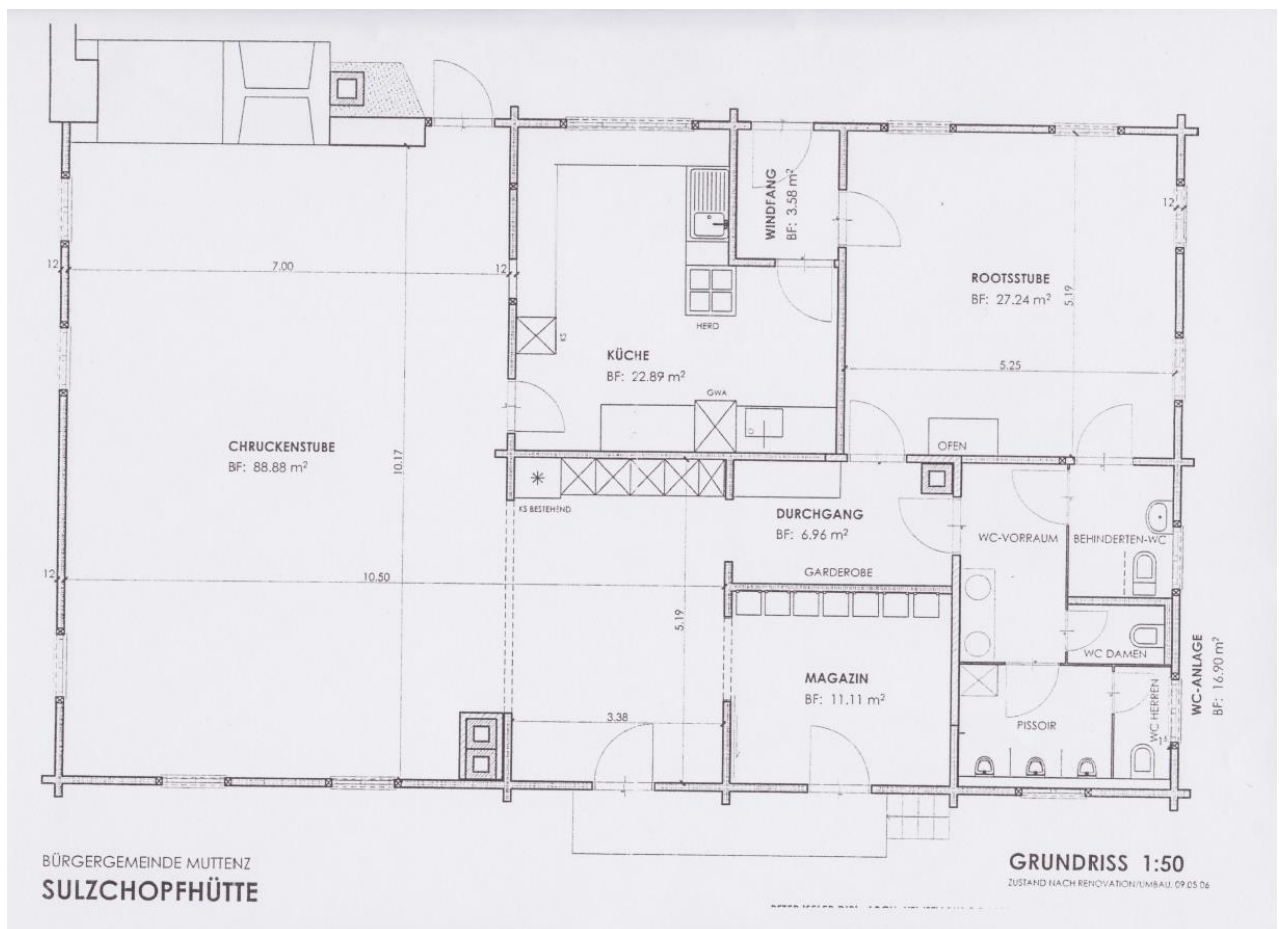 WINDFANG
BF: 3.58 m²
12
ROOTSSTUBE
BF: 27.24 m²
5.19
12
7.00
12
HERD
KS
KÜCHE
BF: 22.89 m²
5.25
GWA
CHRUCKENSTUBE
BF: 88.88 m²
10.17
OFEN
KS BESTEHEND
DURCHGANG
BF: 6.96 m²
WC-VORRAUM
BEHINDERTEN-WC
12
10.50
GARDEROBE
5.19
WC DAMEN
WC-ANLAGE
BF: 16.90 m²
MAGAZIN
BF: 11.11 m²
WC HERREN
3.38
PISSOIR
BÜRGERGEMEINDE MUTTENZ
SULZCHOPFHÜTTE
GRUNDRISS 1:50
ZUSTAND NACH RENOVATION/UMBAU, 09.05.06